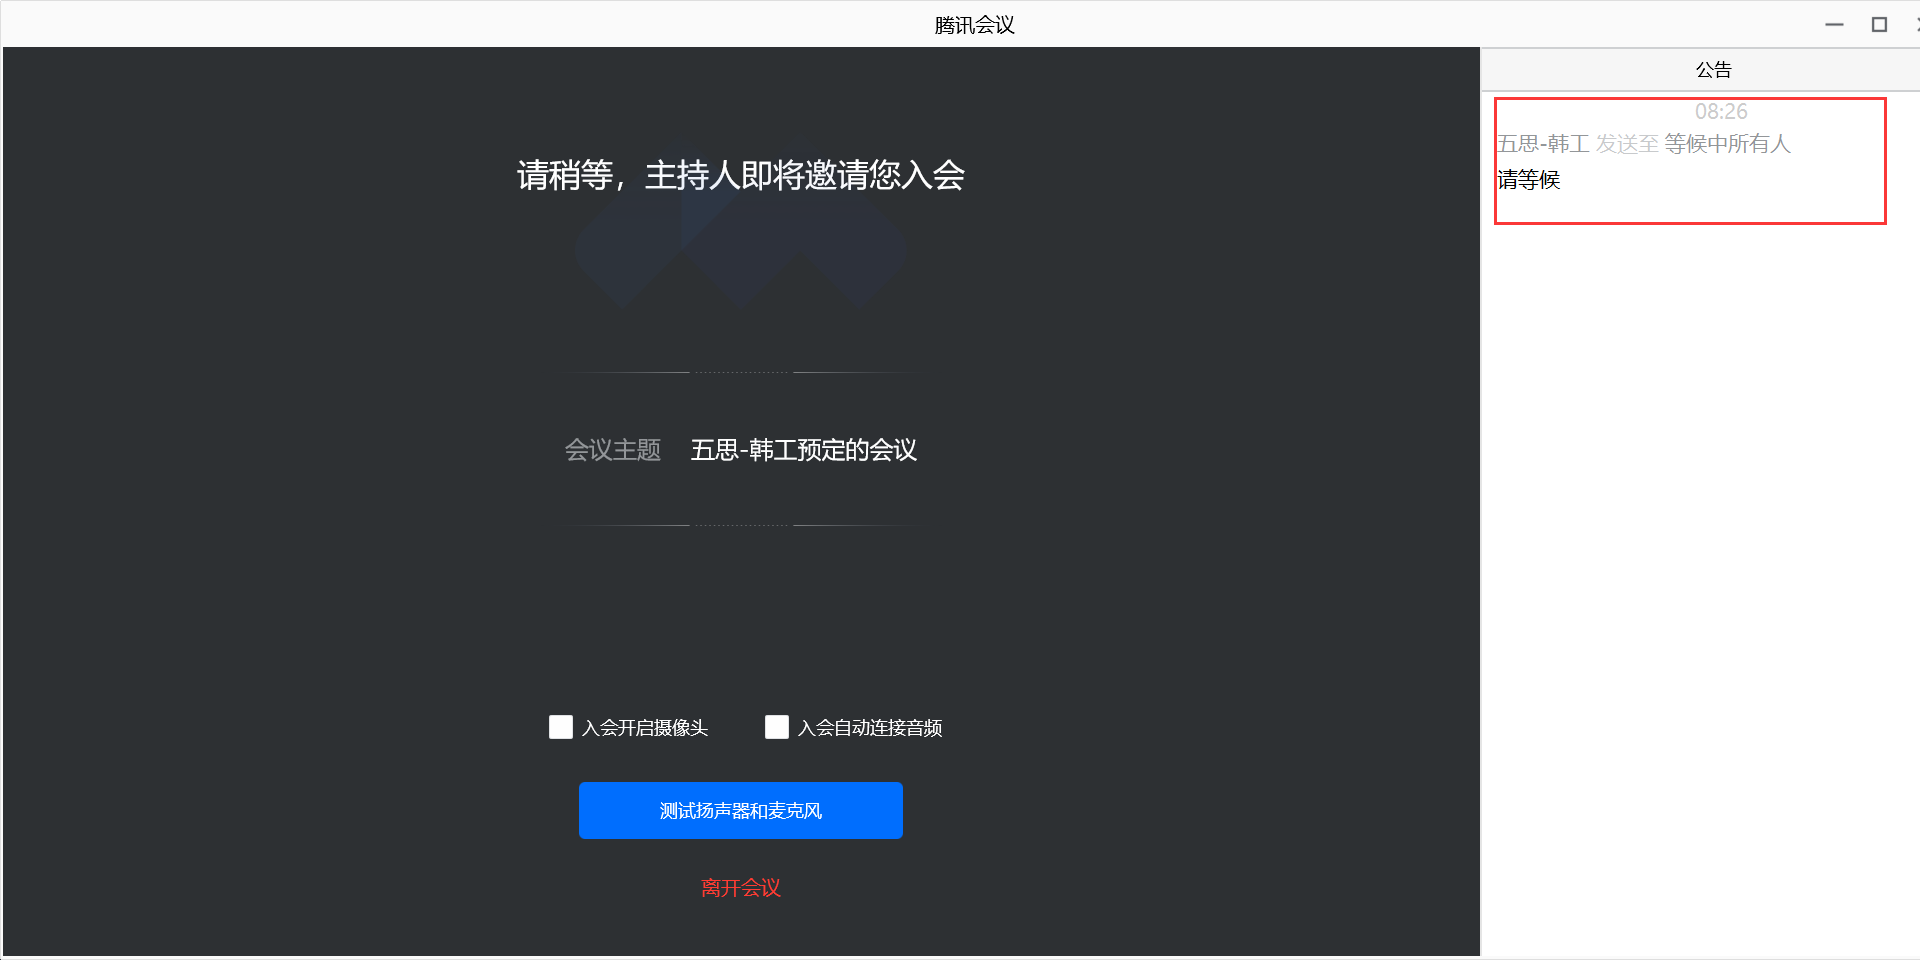 腾讯会议
请稍等，主持人即将邀请您入会
会议主题 五思-韩工预定的会议
入会开启摄像头 入会自动连接音频
测试扬声器和麦克风
离开会议
公告
08:26
五思-韩工 发送至 等候中所有人
请等候